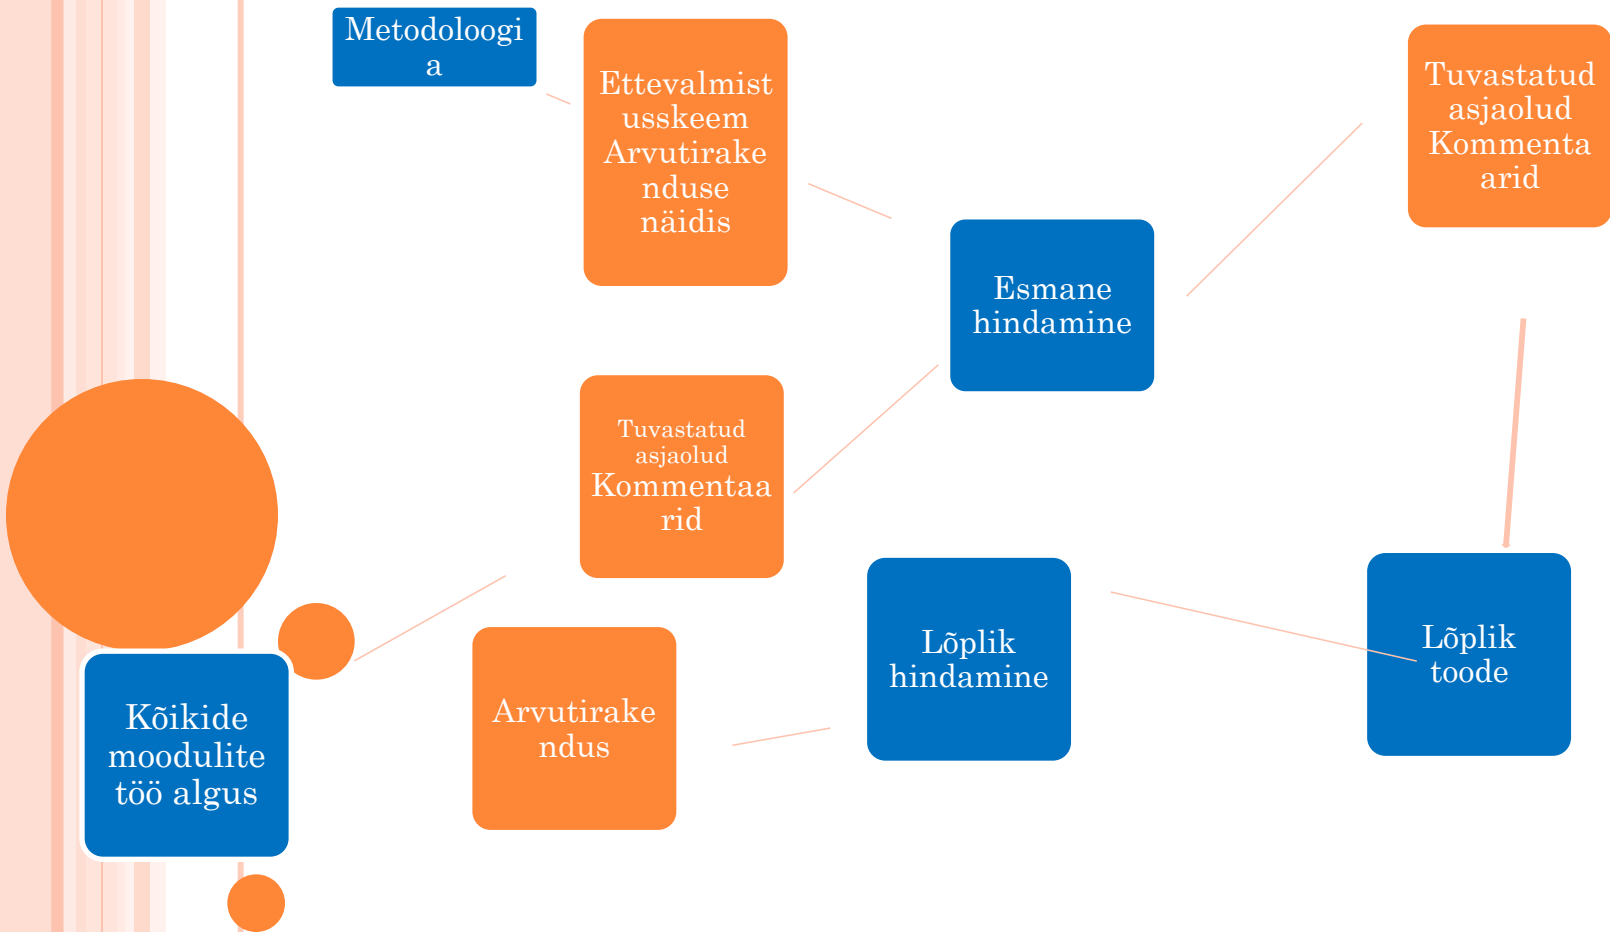 Metodoloogi
a
Ettevalmist
usskeem
Arvutirake
nduse
näidis
Tuvastatud
asjaolud
Kommenta
arid
Esmane
hindamine
Tuvastatud
asjaolud
Kommentaa
rid
Lõplik
hindamine
Lõplik
toode
Arvutirake
ndus
Kõikide
moodulite
töö algus